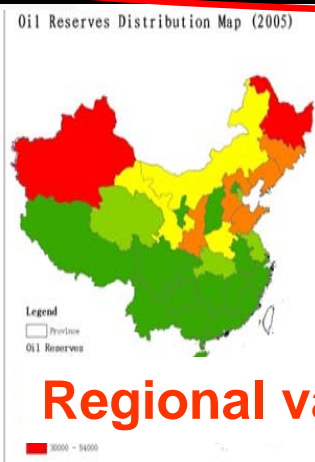 Oil Reserves Distribution Map (2005)
Legend
Province
Oil Reserves
Regional va
30000 - 54000